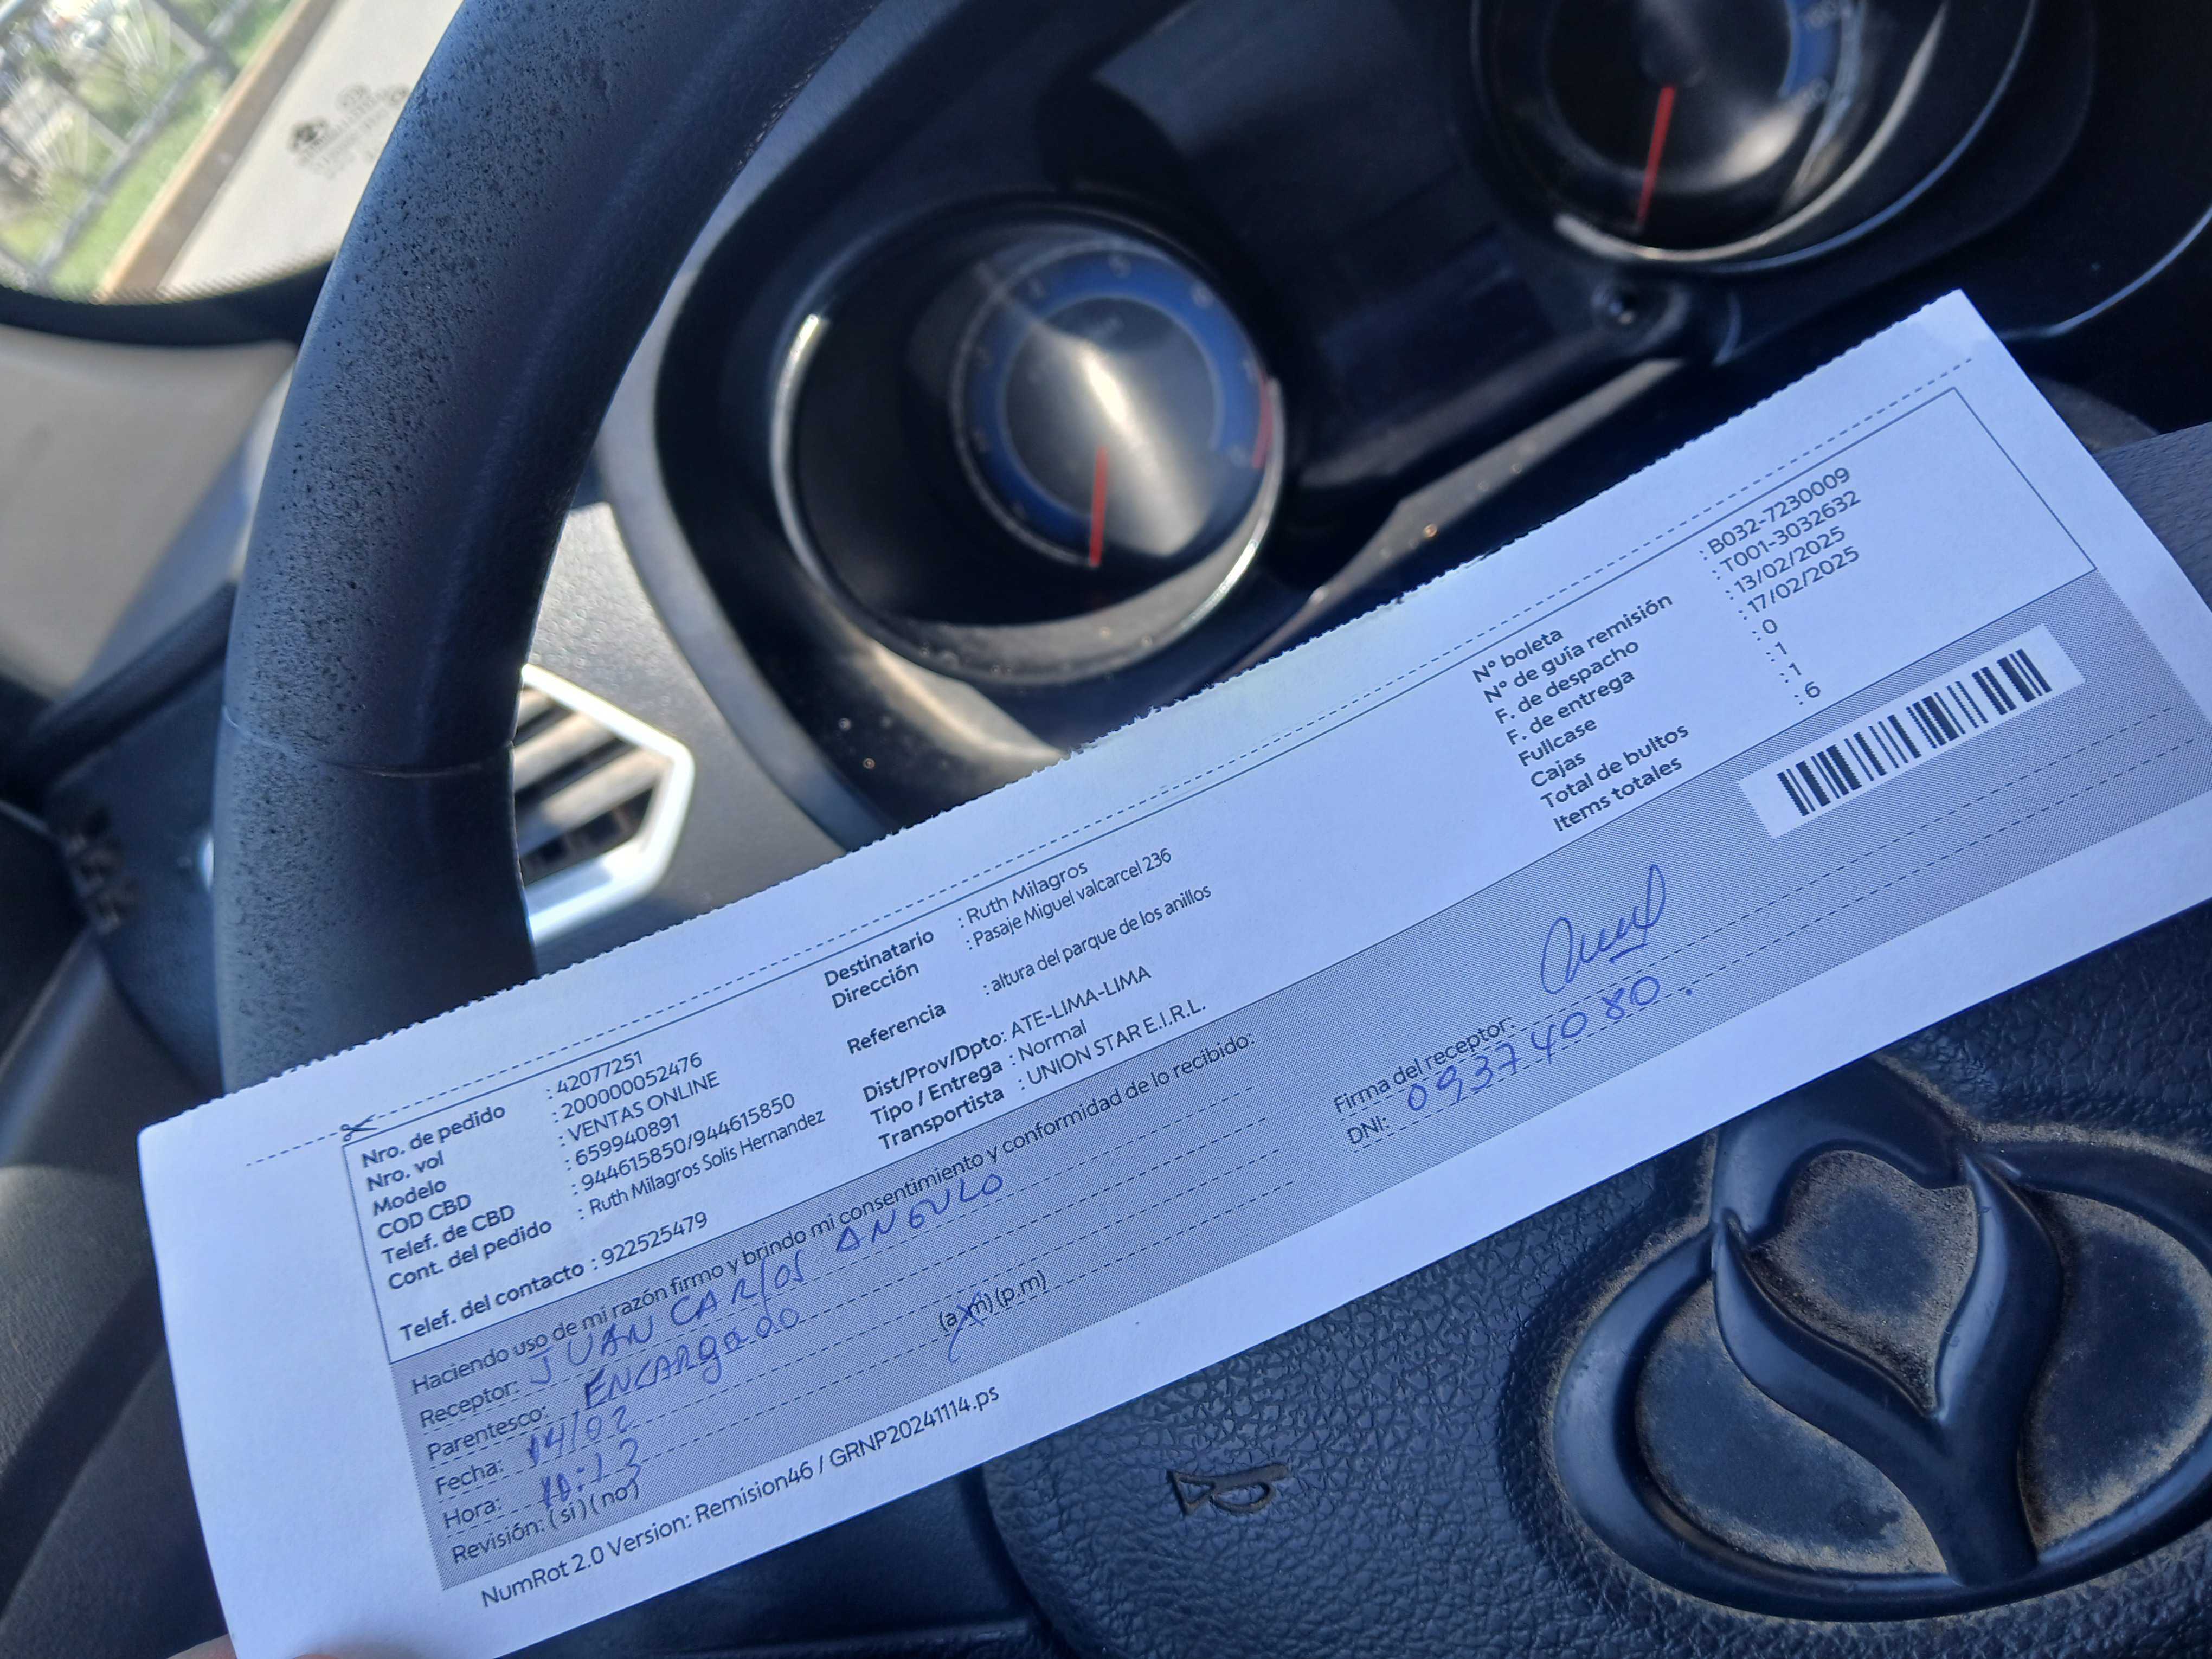 Nro. de pedido : 42077251
Nro. vol : 20000052476
Modelo : VENTAS ONLINE
COD CBD : 659940891
Telef. de CBD : 944615850/944615850
Cont. del pedido : Ruth Milagros Solis Hernandez
Telef. del contacto : 922525479
Destinatario : Ruth Milagros
Dirección : Pasaje Miguel valcarcel 236
Referencia : altura del parque de los anillos
Dist/Prov/Dpto: ATE-LIMA-LIMA
Tipo / Entrega : Normal
Transportista : UNION STAR E.I.R.L.
N° boleta : B032-7230009
N° de guía remisión : T001-3032632
F. de despacho : 13/02/2025
F. de entrega : 17/02/2025
Fullcase : 0
Cajas : 1
Total de bultos : 1
Items totales : 6
Haciendo uso de mi razón firmo y brindo mi consentimiento y conformidad de lo recibido:
Receptor: JUAN CARLOS ANGULO
Parentesco: ENCARgado
Fecha: 14/02
Hora: 10:13 (a.m) (p.m)
Revisión: (si) (no)
Firma del receptor:
DNI: 09374080.
NumRot 2.0 Version: Remision46 / GRNP20241114.ps